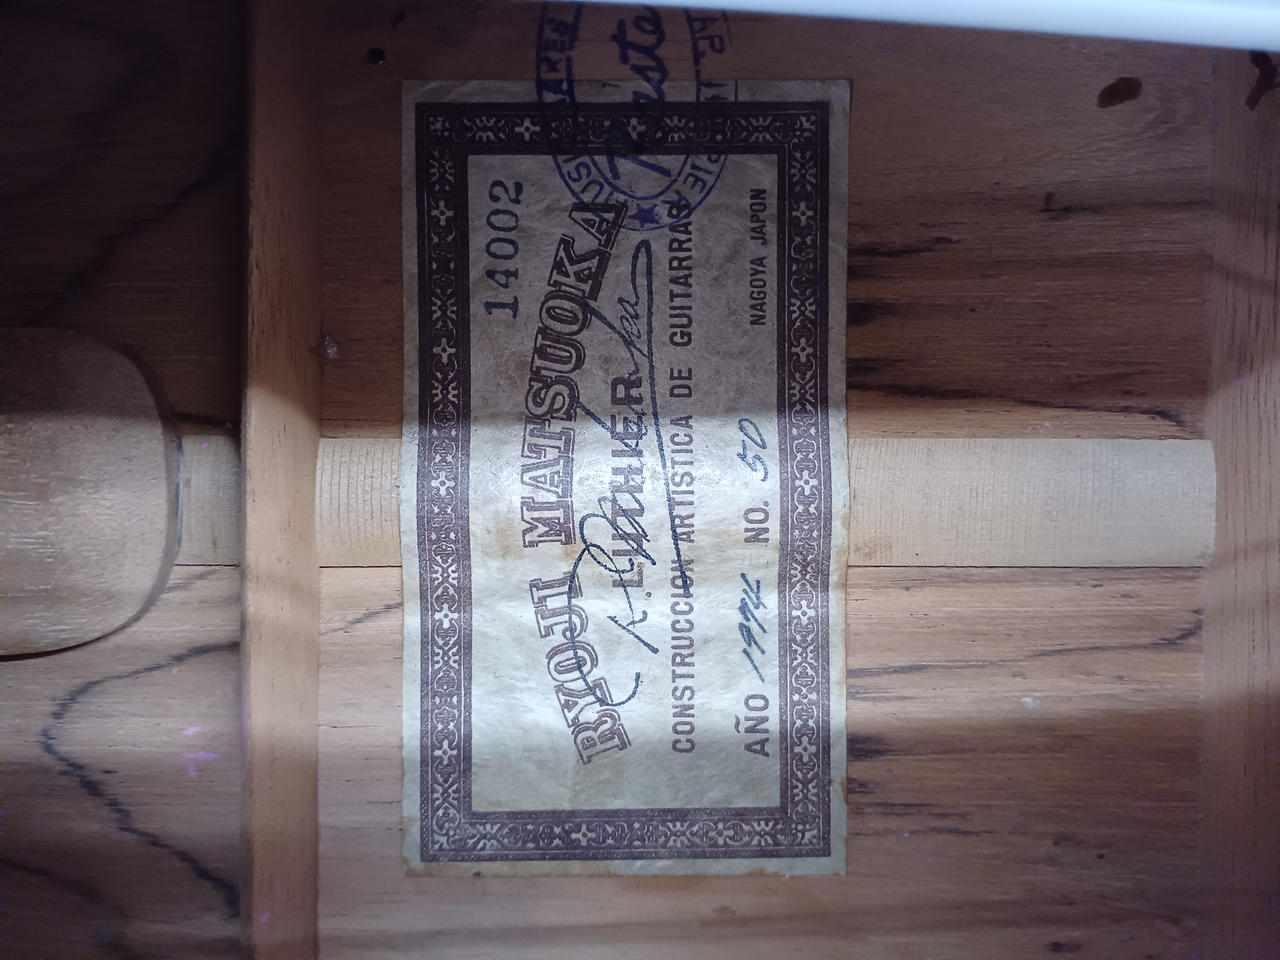 14002
RYOJI MATSUOKA
LUTHIER
CONSTRUCCION ARTISTICA DE GUITARRAS
NAGOYA JAPON
AÑO 1974 NO. 50